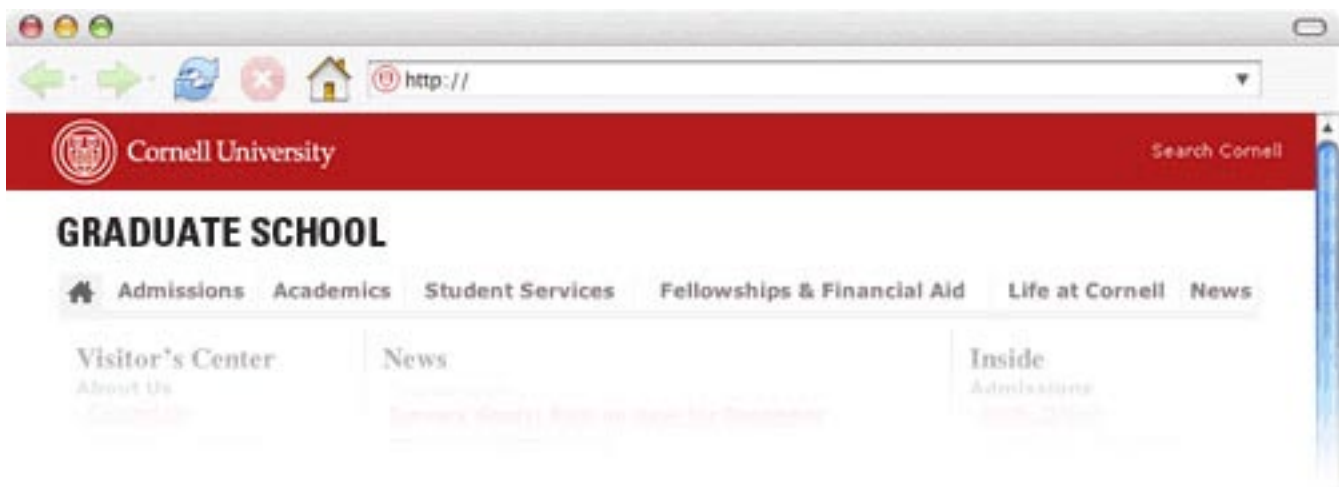 http://
Cornell University
Search Cornell
GRADUATE SCHOOL
Admissions Academics Student Services Fellowships & Financial Aid Life at Cornell News
Visitor's Center News Inside
About Us Admissions